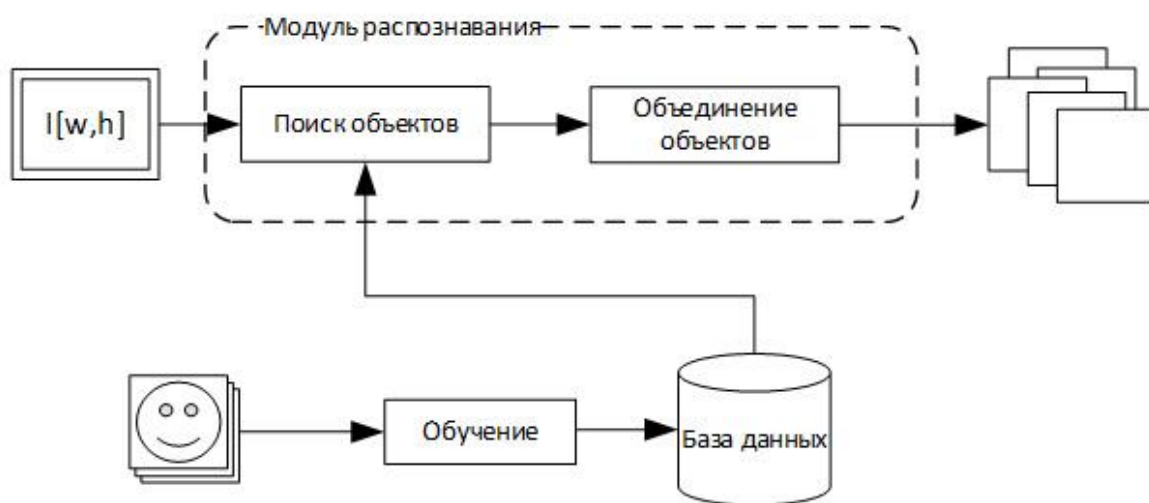 Модуль распознавания
I[w,h]
Поиск объектов
Объединение
объектов
Обучение
База данных